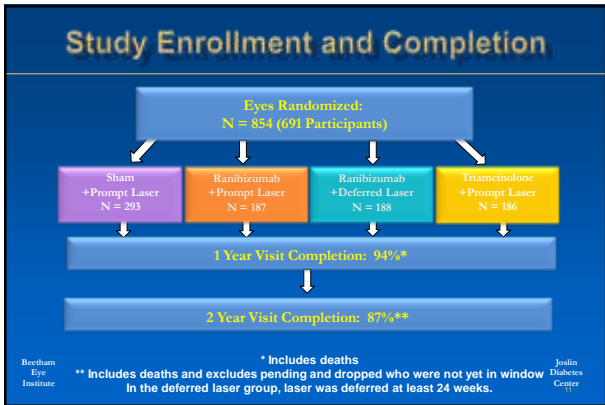 Study Enrollment and Completion
Eyes Randomized:
N = 854 (691 Participants)
Sham
+Prompt Laser
N = 293
Ranibizumab
+Prompt Laser
N = 187
Ranibizumab
+Deferred Laser
N = 188
Triamcinolone
+Prompt Laser
N = 186
1 Year Visit Completion: 94%*
2 Year Visit Completion: 87%**
* Includes deaths
** Includes deaths and excludes pending and dropped who were not yet in window
In the deferred laser group, laser was deferred at least 24 weeks.
Beetham
Eye
Institute
Joslin
Diabetes
Center
11